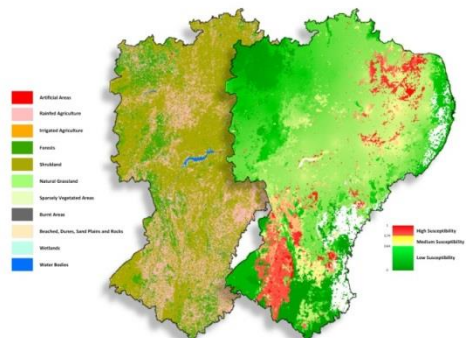 Artificial Areas
Rainfed Agriculture
Irrigated Agriculture
Forests
Shrubland
Natural Grassland
Sparsely Vegetated Areas
Burnt Areas
Beached, Dunes, Sand Plains and Rocks
Wetlands
Water Bodies
High Susceptibility
Medium Susceptibility
Low Susceptibility